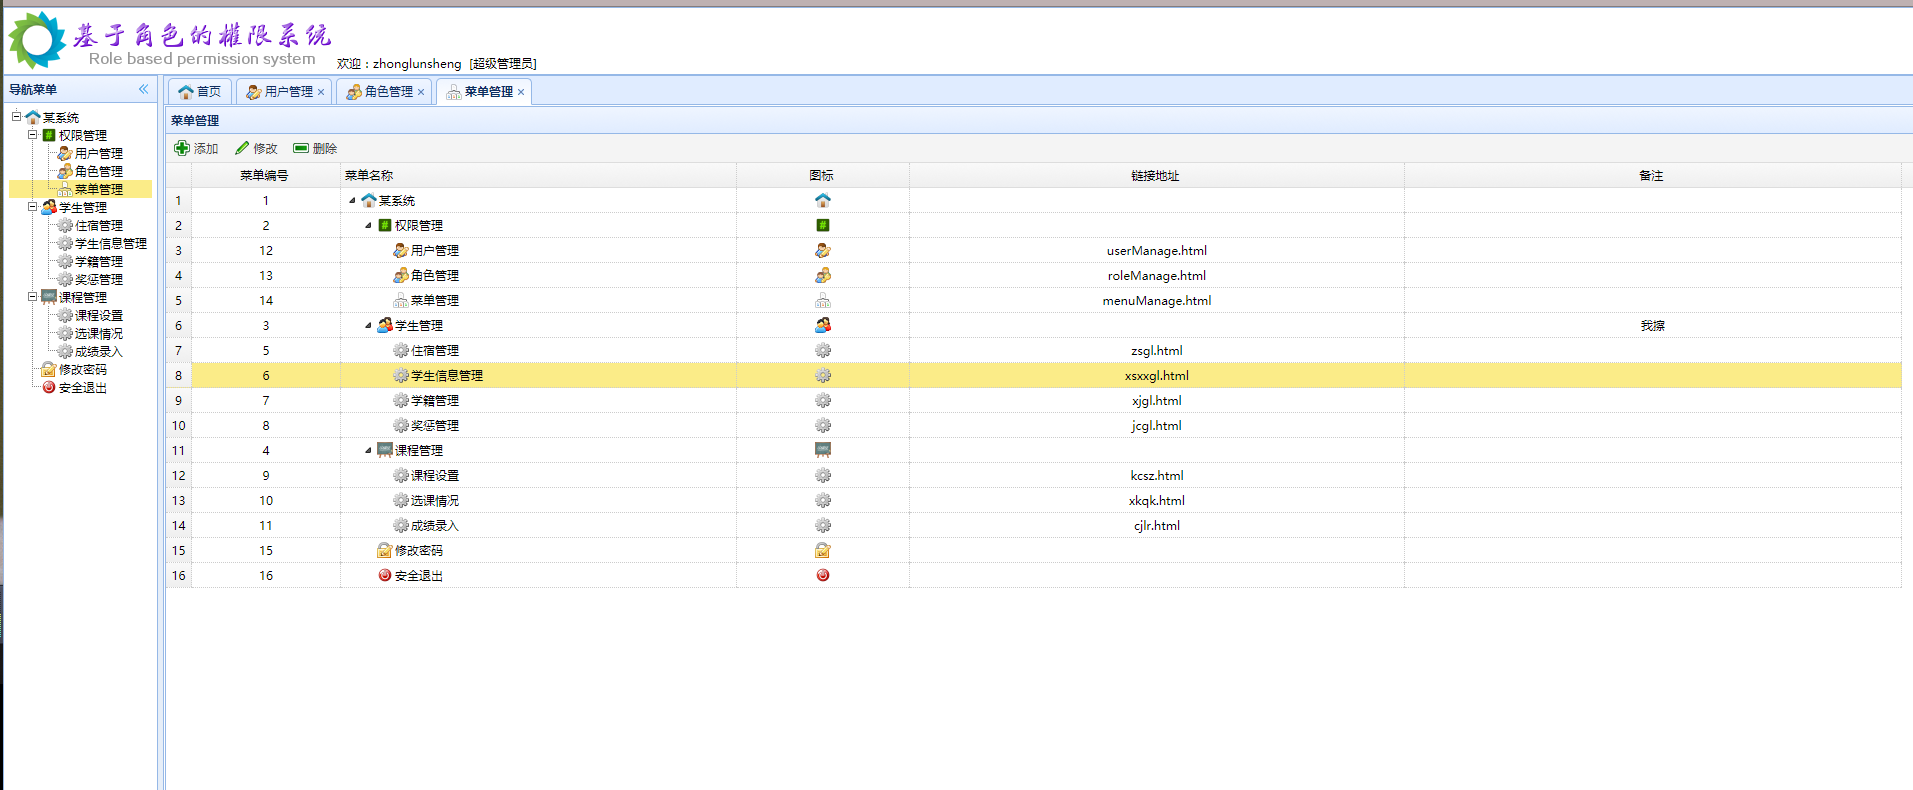 基于角色的權限系统
Role based permission system
欢迎：zhonglunsheng [超级管理员]
导航菜单
某系统
权限管理
用户管理
角色管理
菜单管理
学生管理
住宿管理
学生信息管理
学籍管理
奖惩管理
课程管理
课程设置
选课情况
成绩录入
修改密码
安全退出
首页 用户管理 角色管理 菜单管理
菜单管理
添加 修改 删除
菜单编号 菜单名称 图标 链接地址 备注
1 1 某系统
2 2 权限管理
3 12 用户管理 userManage.html
4 13 角色管理 roleManage.html
5 14 菜单管理 menuManage.html
6 3 学生管理 我擦
7 5 住宿管理 zsgl.html
8 6 学生信息管理 xsxxgl.html
9 7 学籍管理 xjgl.html
10 8 奖惩管理 jcgl.html
11 4 课程管理
12 9 课程设置 kcsz.html
13 10 选课情况 xkqk.html
14 11 成绩录入 cjlr.html
15 15 修改密码
16 16 安全退出